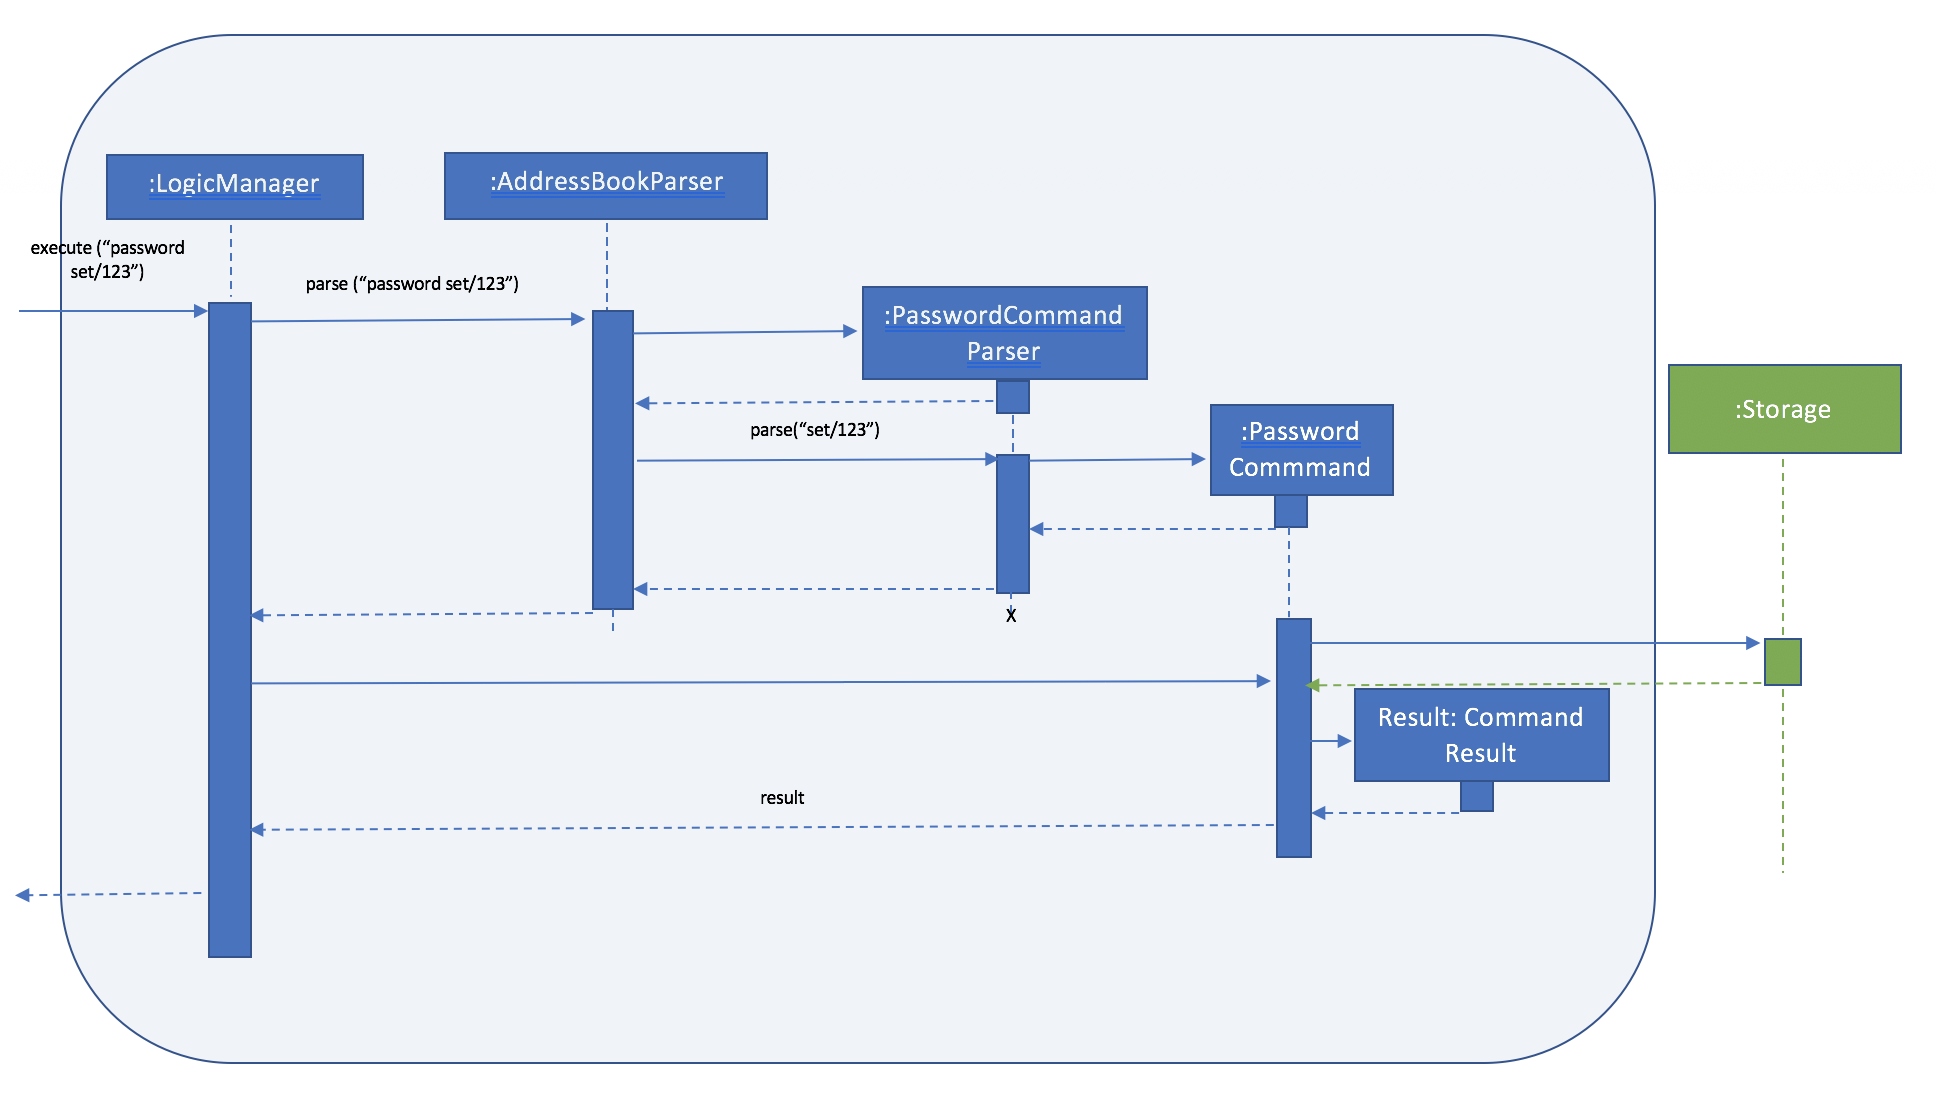 :LogicManager
:AddressBookParser
execute (“password
set/123”)
parse (“password set/123”)
:PasswordCommand
Parser
:Storage
parse(“set/123”)
:Password
Commmand
X
Result: Command
Result
result